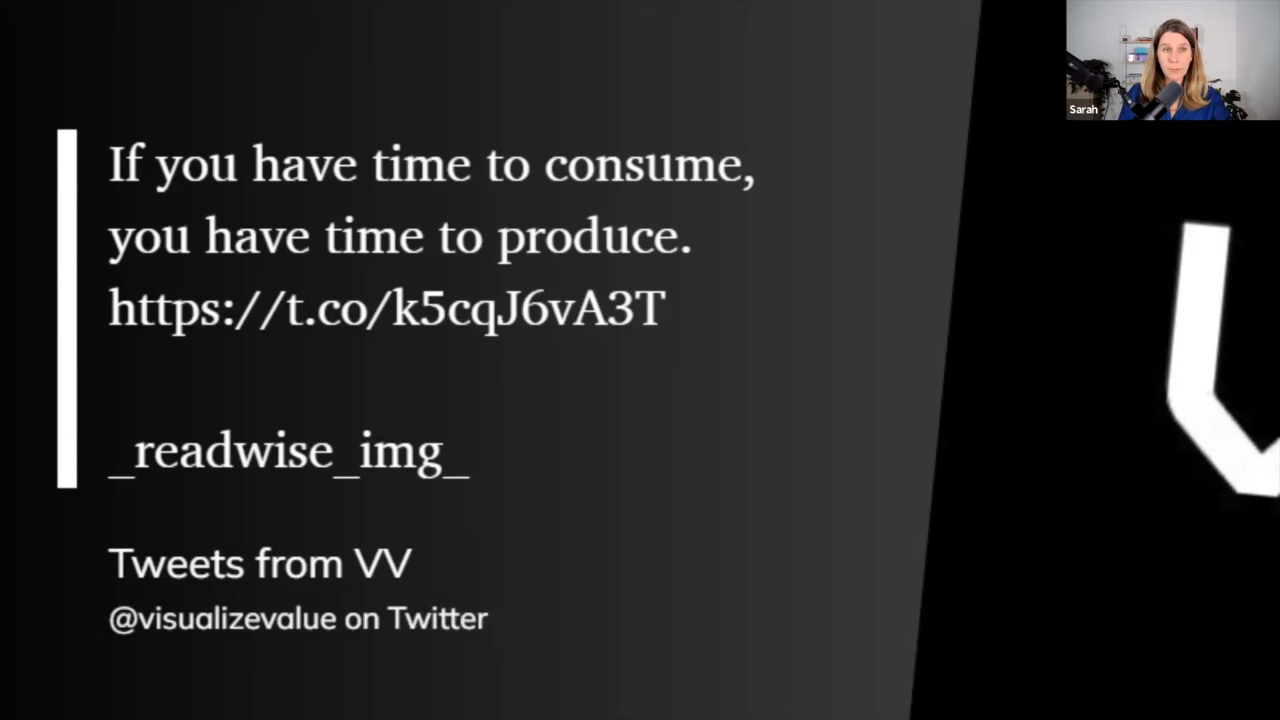 If you have time to consume,
you have time to produce.
https://t.co/k5cqJ6vA3T
_readwise_img_
Tweets from VV
@visualizevalue on Twitter
Sarah